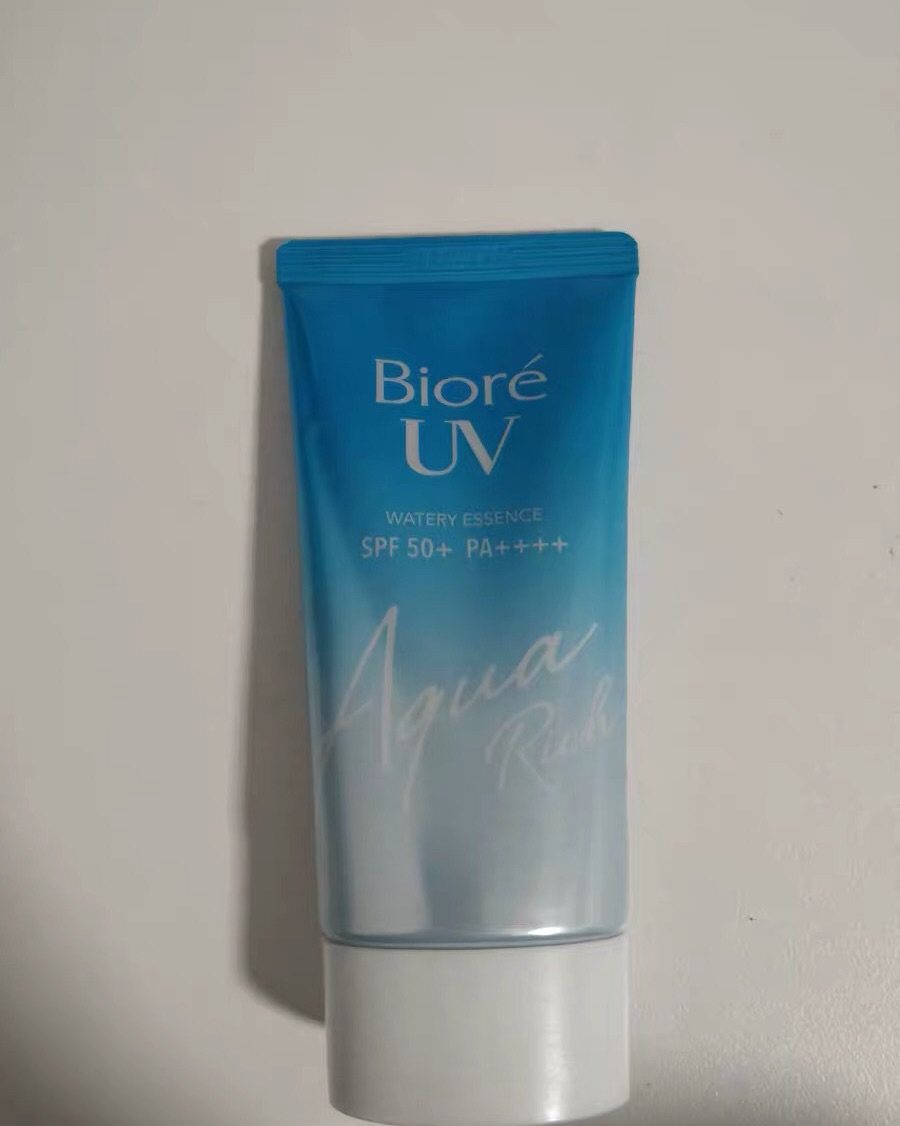 Bioré
UV
WATERY ESSENCE
SPF 50+ PA++++
Aqua
Rich